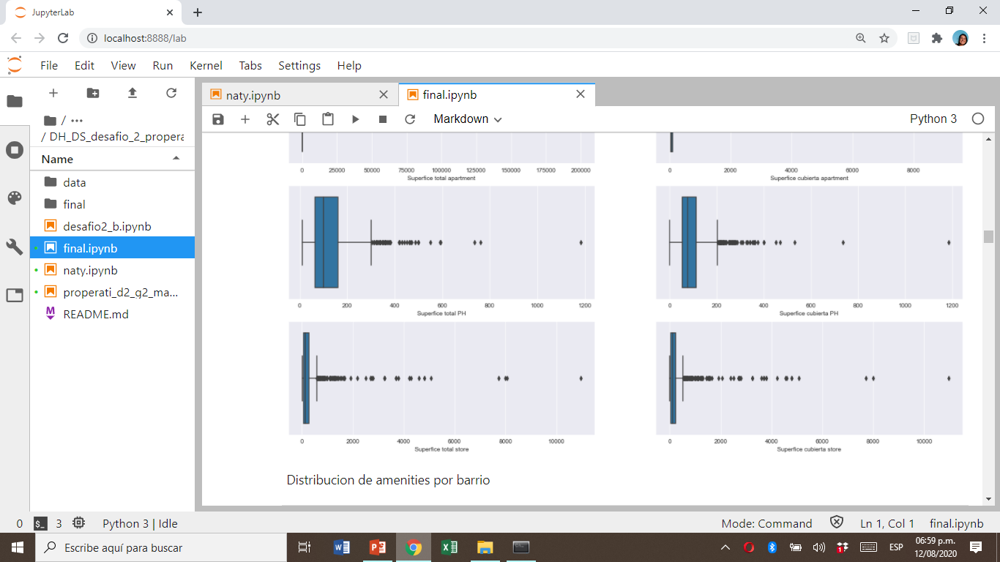 JupyterLab
localhost:8888/lab
File Edit View Run Kernel Tabs Settings Help
naty.ipynb
final.ipynb
Markdown
Python 3
/ ···
/ DH_DS_desafio_2_propera
Name
data
final
desafio2_b.ipynb
final.ipynb
naty.ipynb
properati_d2_g2_ma...
README.md
0 25000 50000 75000 100000 125000 150000 175000 200000
Superfice total apartment
0 2000 4000 6000 8000
Superfice cubierta apartment
0 200 400 600 800 1000 1200
Superfice total PH
0 200 400 600 800 1000 1200
Superfice cubierta PH
0 2000 4000 6000 8000 10000
Superfice total store
0 2000 4000 6000 8000 10000
Superfice cubierta store
Distribucion de amenities por barrio
0 $_ 3 Python 3 | Idle
Mode: Command Ln 1, Col 1 final.ipynb
Escribe aquí para buscar
ESP
06:59 p.m.
12/08/2020